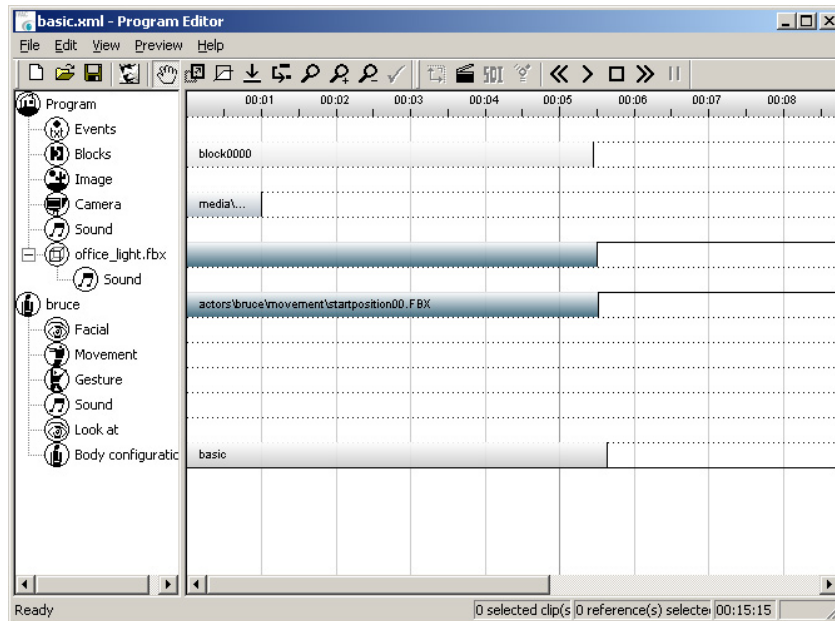 basic.xml - Program Editor
File Edit View Preview Help
SDI
00:01 00:02 00:03 00:04 00:05 00:06 00:07 00:08
Program
Events
Blocks
block0000
Image
Camera
media\...
Sound
office_light.fbx
Sound
bruce
actors\bruce\movement\startposition00.FBX
Facial
Movement
Gesture
Sound
Look at
Body configuratic
basic
Ready
0 selected clip(s 0 reference(s) selecte 00:15:15